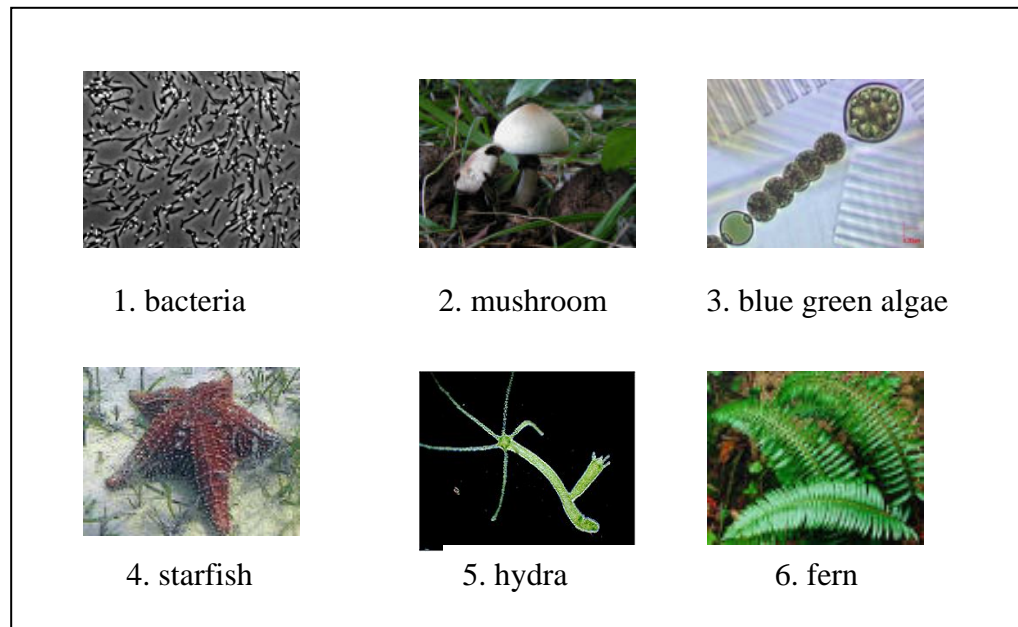 1. bacteria
2. mushroom
3. blue green algae
4. starfish
5. hydra
6. fern